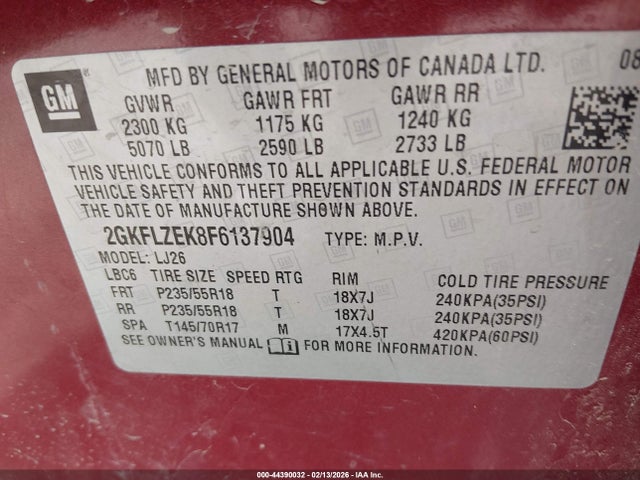 GM
MFD BY GENERAL MOTORS OF CANADA LTD. 08
GVWR GAWR FRT GAWR RR
2300 KG 1175 KG 1240 KG
5070 LB 2590 LB 2733 LB
THIS VEHICLE CONFORMS TO ALL APPLICABLE U.S. FEDERAL MOTOR
VEHICLE SAFETY AND THEFT PREVENTION STANDARDS IN EFFECT ON
THE DATE OF MANUFACTURE SHOWN ABOVE.
2GKFLZEK8F6137904 TYPE: M.P.V.
MODEL: LJ26
LBC6 TIRE SIZE SPEED RTG RIM COLD TIRE PRESSURE
FRT P235/55R18 T 18X7J 240KPA(35PSI)
RR P235/55R18 T 18X7J 240KPA(35PSI)
SPA T145/70R17 M 17X4.5T 420KPA(60PSI)
SEE OWNER'S MANUAL FOR MORE INFORMATION.
000-44390032 - 02/13/2026 - IAA Inc.